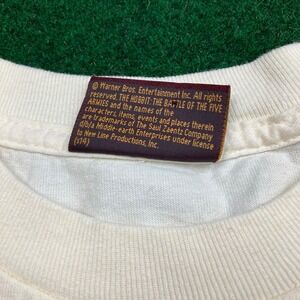 © Warner Bros. Entertainment Inc. All rights
reserved. THE HOBBIT: THE BATTLE OF THE FIVE
ARMIES and the names of the
characters, items, events and places therein
are trademarks of The Saul Zaentz Company
d/b/a Middle-earth Enterprises under license
to New Line Productions, Inc.
(s14)